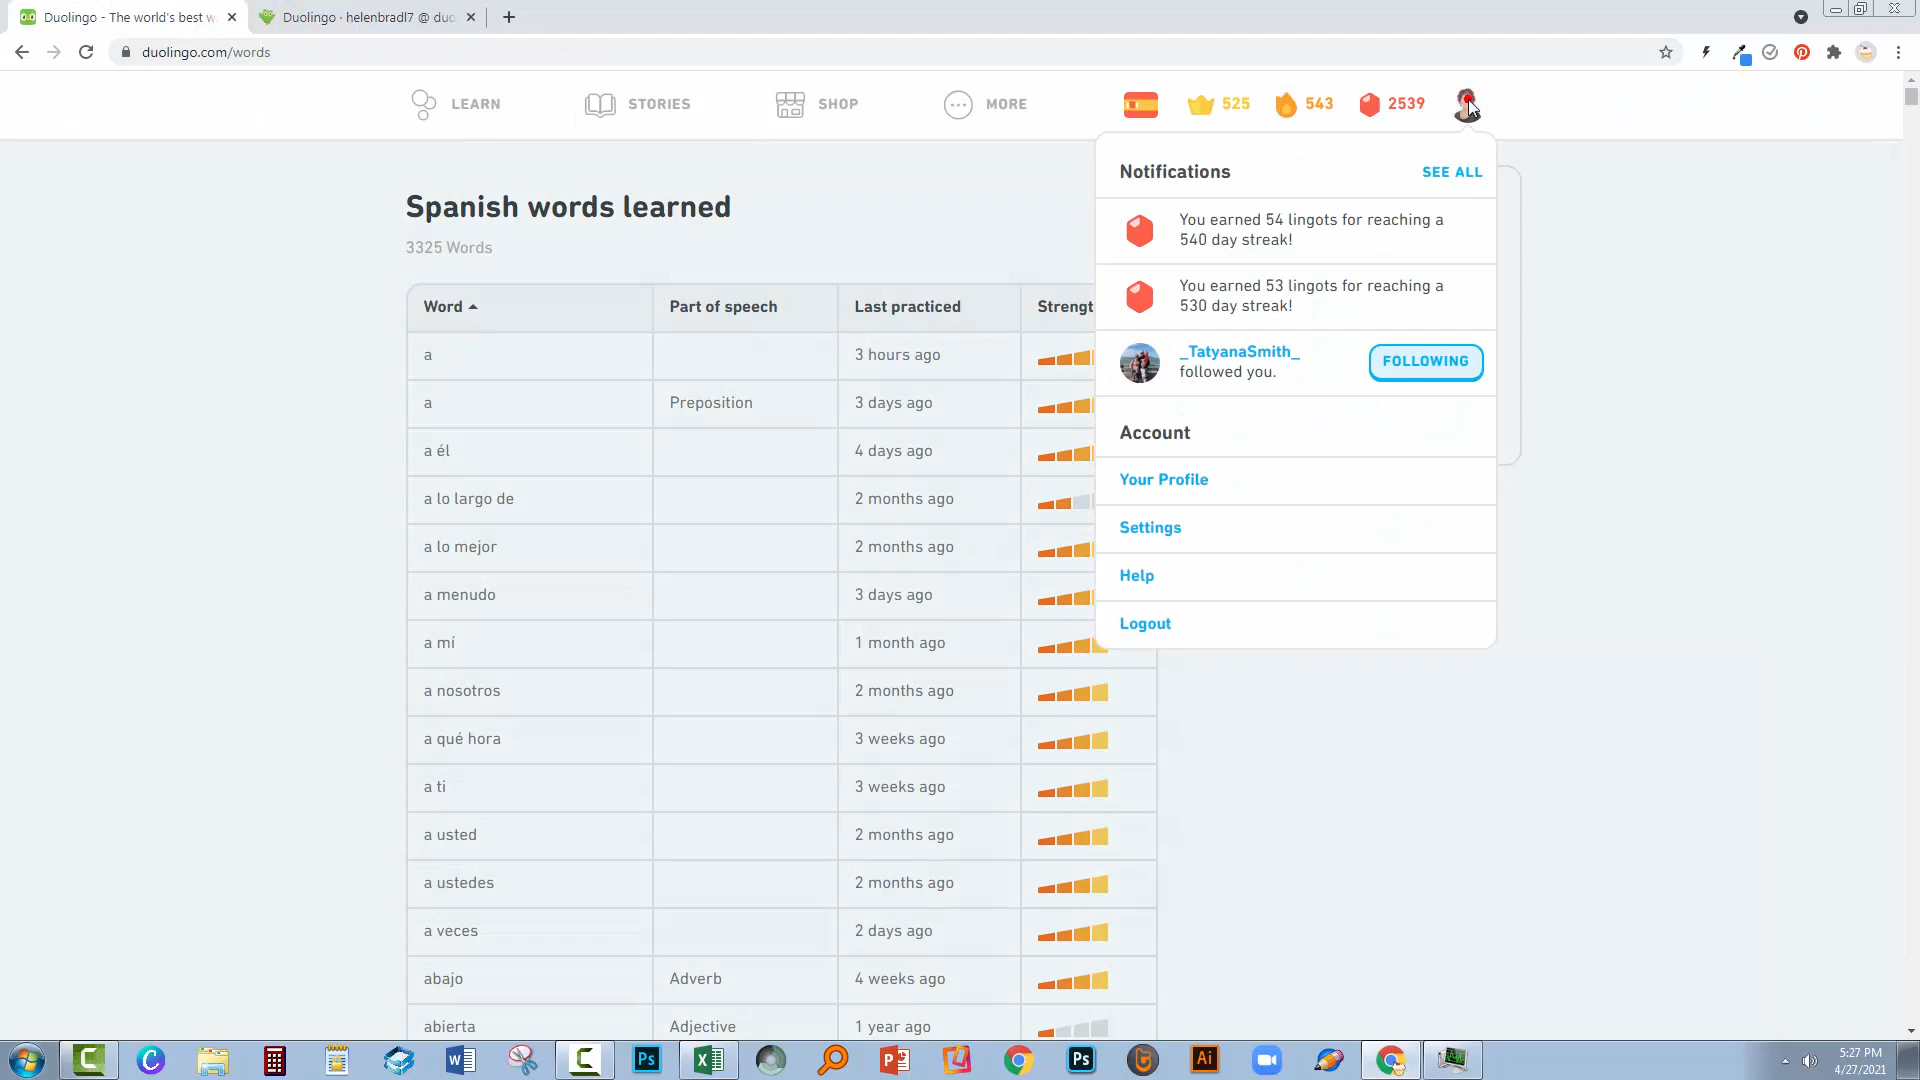 Duolingo - The world's best w
Duolingo · helenbradl7 @ duo
duolingo.com/words
LEARN
STORIES
SHOP
MORE
525
543
2539
Notifications
SEE ALL
You earned 54 lingots for reaching a
540 day streak!
You earned 53 lingots for reaching a
530 day streak!
_TatyanaSmith_
followed you.
FOLLOWING
Account
Your Profile
Settings
Help
Logout
Spanish words learned
3325 Words
Word Part of speech Last practiced Strengt
a 3 hours ago
a Preposition 3 days ago
a él 4 days ago
a lo largo de 2 months ago
a lo mejor 2 months ago
a menudo 3 days ago
a mí 1 month ago
a nosotros 2 months ago
a qué hora 3 weeks ago
a ti 3 weeks ago
a usted 2 months ago
a ustedes 2 months ago
a veces 2 days ago
abajo Adverb 4 weeks ago
abierta Adjective 1 year ago
Ps
Ps
Ai
5:27 PM
4/27/2021